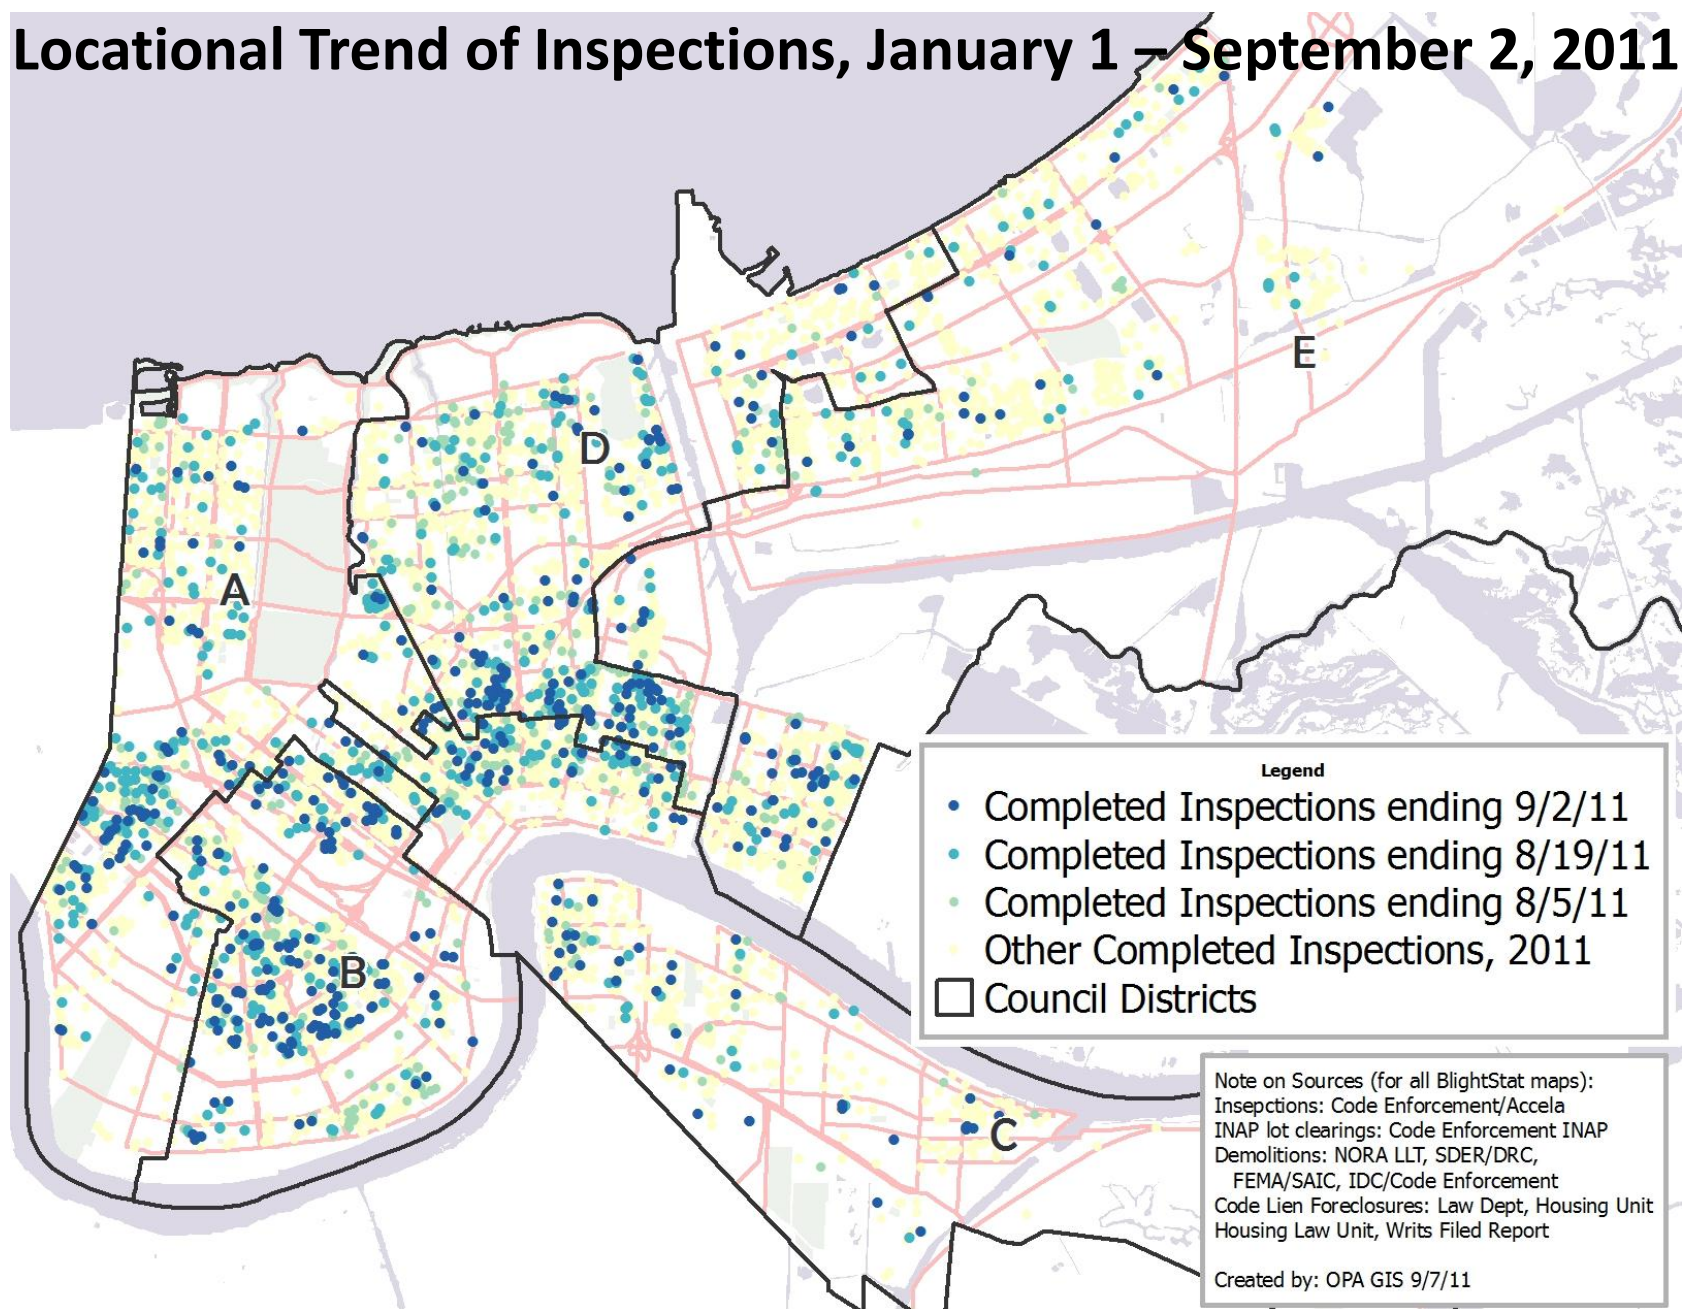 Locational Trend of Inspections, January 1 – September 2, 2011
E
D
A
B
C
Legend
Completed Inspections ending 9/2/11
Completed Inspections ending 8/19/11
Completed Inspections ending 8/5/11
Other Completed Inspections, 2011
Council Districts
Note on Sources (for all BlightStat maps):
Insepctions: Code Enforcement/Accela
INAP lot clearings: Code Enforcement INAP
Demolitions: NORA LLT, SDER/DRC,
FEMA/SAIC, IDC/Code Enforcement
Code Lien Foreclosures: Law Dept, Housing Unit
Housing Law Unit, Writs Filed Report
Created by: OPA GIS 9/7/11